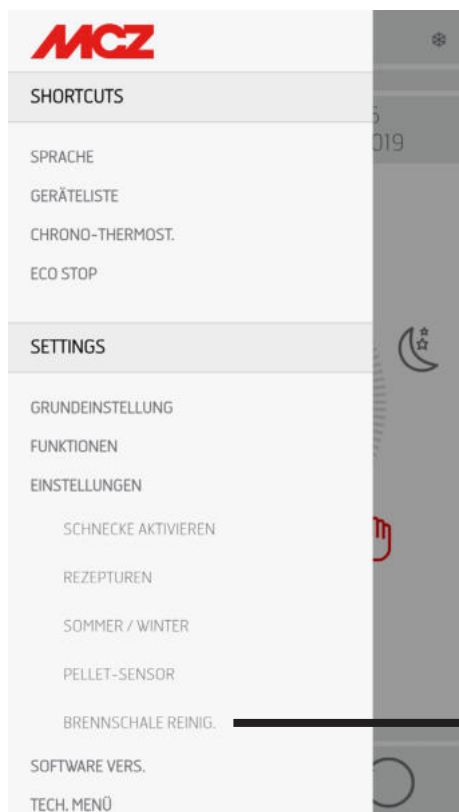 MCZ
SHORTCUTS
019
SPRACHE
GERÄTELISTE
CHRONO-THERMOST.
ECO STOP
SETTINGS
GRUNDEINSTELLUNG
FUNKTIONEN
EINSTELLUNGEN
SCHNECKE AKTIVIEREN
REZEPTUREN
SOMMER / WINTER
PELLET-SENSOR
BRENNSCHALE REINIG.
SOFTWARE VERS.
TECH. MENÜ